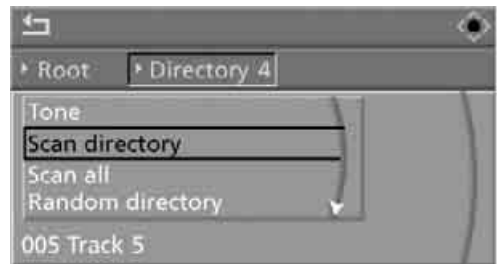 Root Directory 4
Tone
Scan directory
Scan all
Random directory
005 Track 5